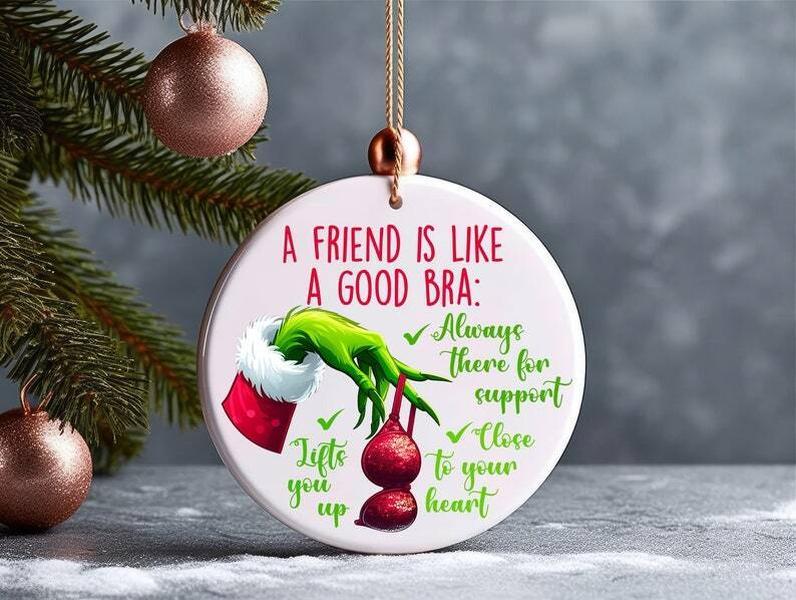 A FRIEND IS LIKE
A GOOD BRA:
✓ Always
there for
support
✓ Lifts
you
up
✓ Close
to your
heart